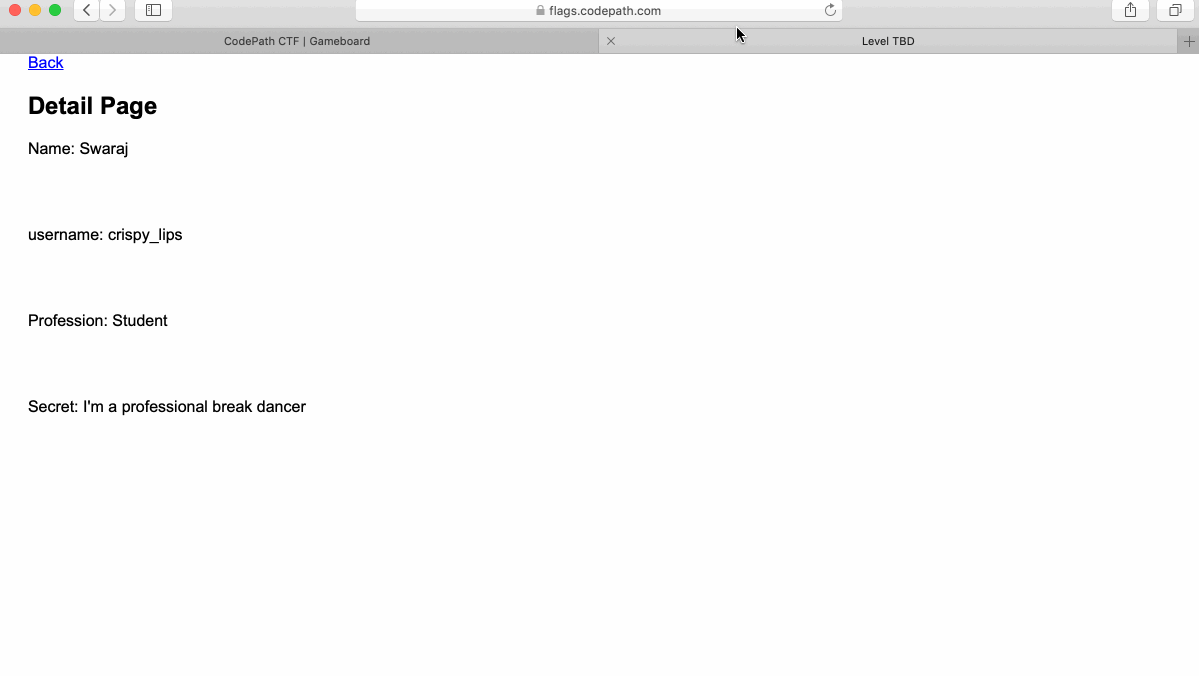 flags.codepath.com
CodePath CTF | Gameboard
Level TBD
Back
Detail Page
Name: Swaraj
username: crispy_lips
Profession: Student
Secret: I'm a professional break dancer